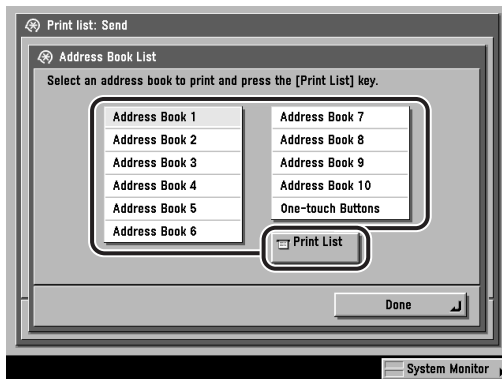 Print list: Send
Address Book List
Select an address book to print and press the [Print List] key.
Address Book 1
Address Book 2
Address Book 3
Address Book 4
Address Book 5
Address Book 6
Address Book 7
Address Book 8
Address Book 9
Address Book 10
One-touch Buttons
Print List
Done
System Monitor